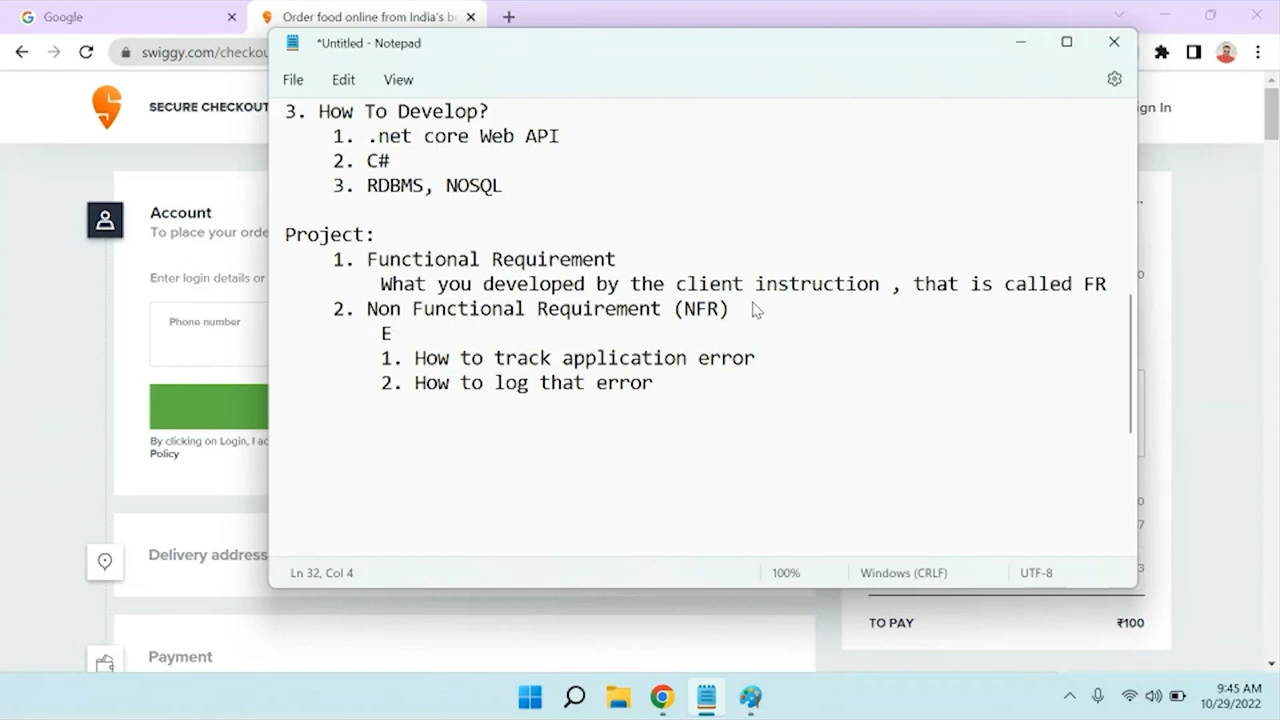 Google
Order food online from India's b
swiggy.com/checkou
*Untitled - Notepad
File Edit View
SECURE CHECKOUT
gn In
3. How To Develop?
1. .net core Web API
2. C#
3. RDBMS, NOSQL
Account
To place your orde
Enter login details or
Phone number
By clicking on Login, I ac
Policy
Project:
1. Functional Requirement
What you developed by the client instruction , that is called FR
2. Non Functional Requirement (NFR)
E
1. How to track application error
2. How to log that error
Delivery address
Payment
Ln 32, Col 4
100%
Windows (CRLF)
UTF-8
TO PAY ₹100
9:45 AM
10/29/2022